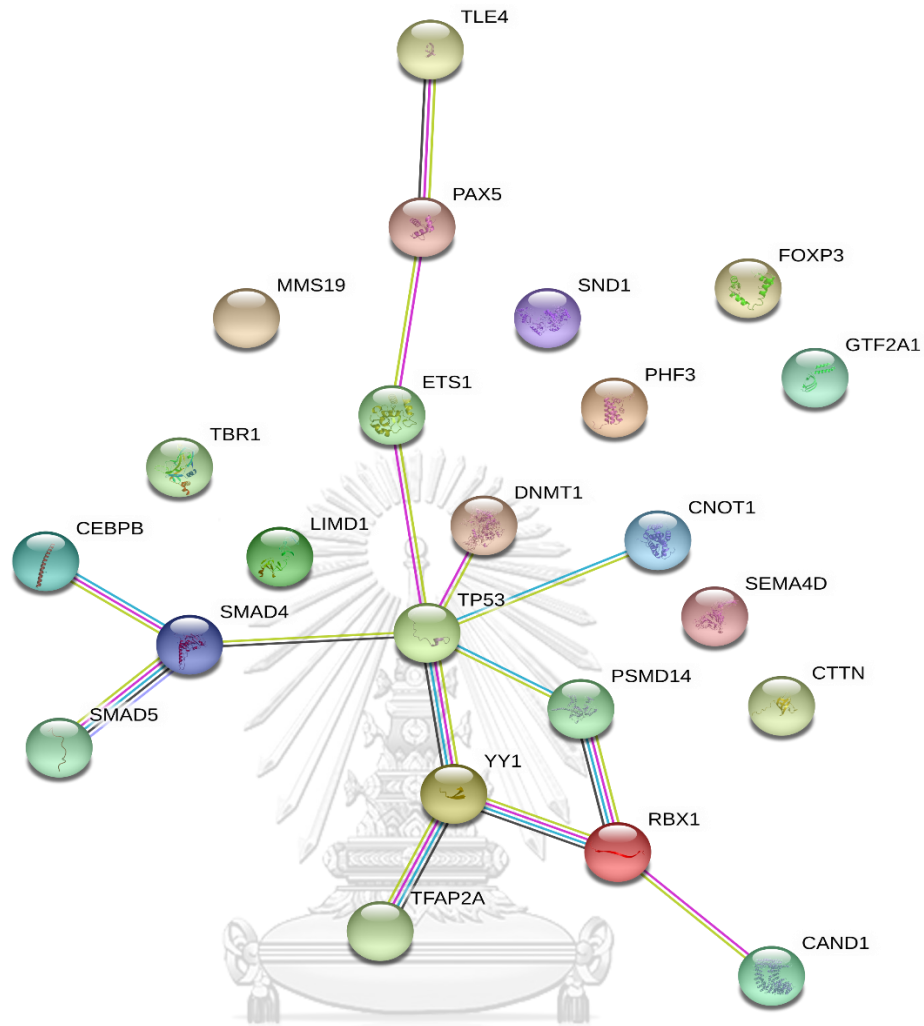 TLE4
PAX5
FOXP3
MMS19
SND1
GTF2A1
ETS1
PHF3
TBR1
DNMT1
CNOT1
CEBPB
LIMD1
SEMA4D
TP53
SMAD4
PSMD14
CTTN
SMAD5
YY1
RBX1
TFAP2A
CAND1